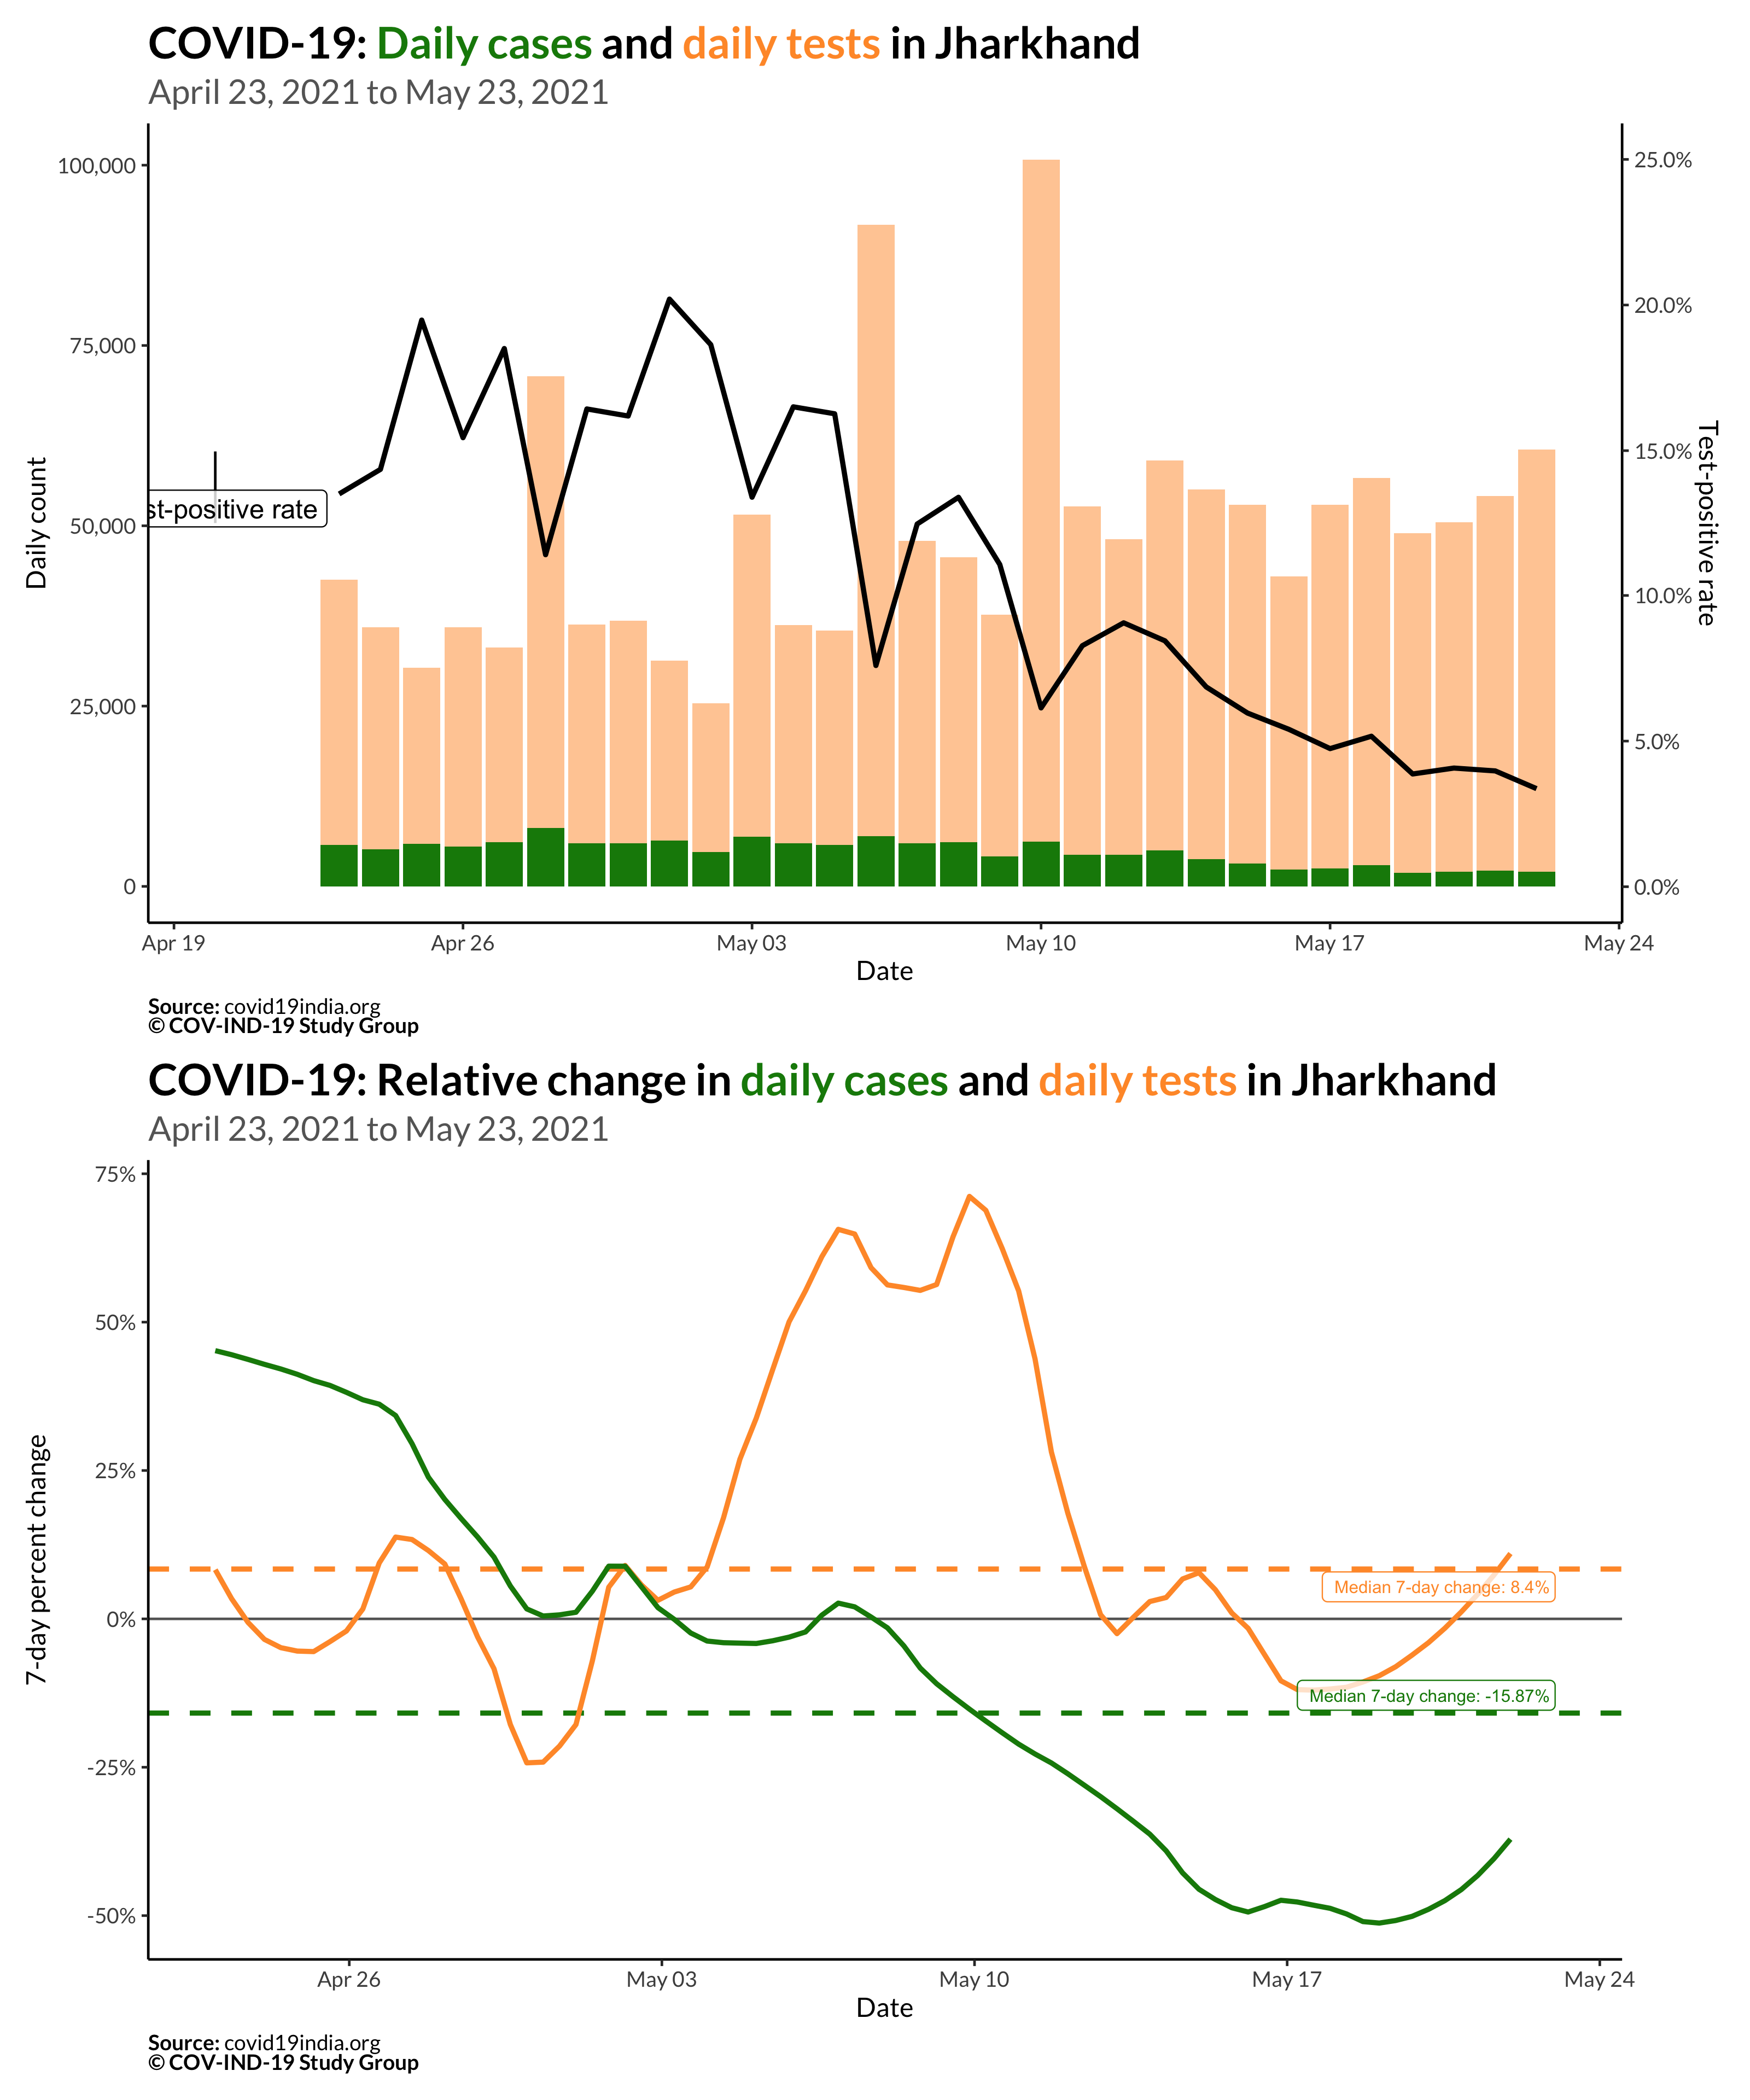 COVID-19: Daily cases and daily tests in Jharkhand
April 23, 2021 to May 23, 2021
100,000
75,000
50,000
25,000
0
Daily count
25.0%
20.0%
15.0%
10.0%
5.0%
0.0%
Test-positive rate
st-positive rate
Apr 19
Apr 26
May 03
May 10
May 17
May 24
Date
Source: covid19india.org
© COV-IND-19 Study Group
COVID-19: Relative change in daily cases and daily tests in Jharkhand
April 23, 2021 to May 23, 2021
75%
50%
25%
0%
-25%
-50%
7-day percent change
Median 7-day change: 8.4%
Median 7-day change: -15.87%
Apr 26
May 03
May 10
May 17
May 24
Date
Source: covid19india.org
© COV-IND-19 Study Group